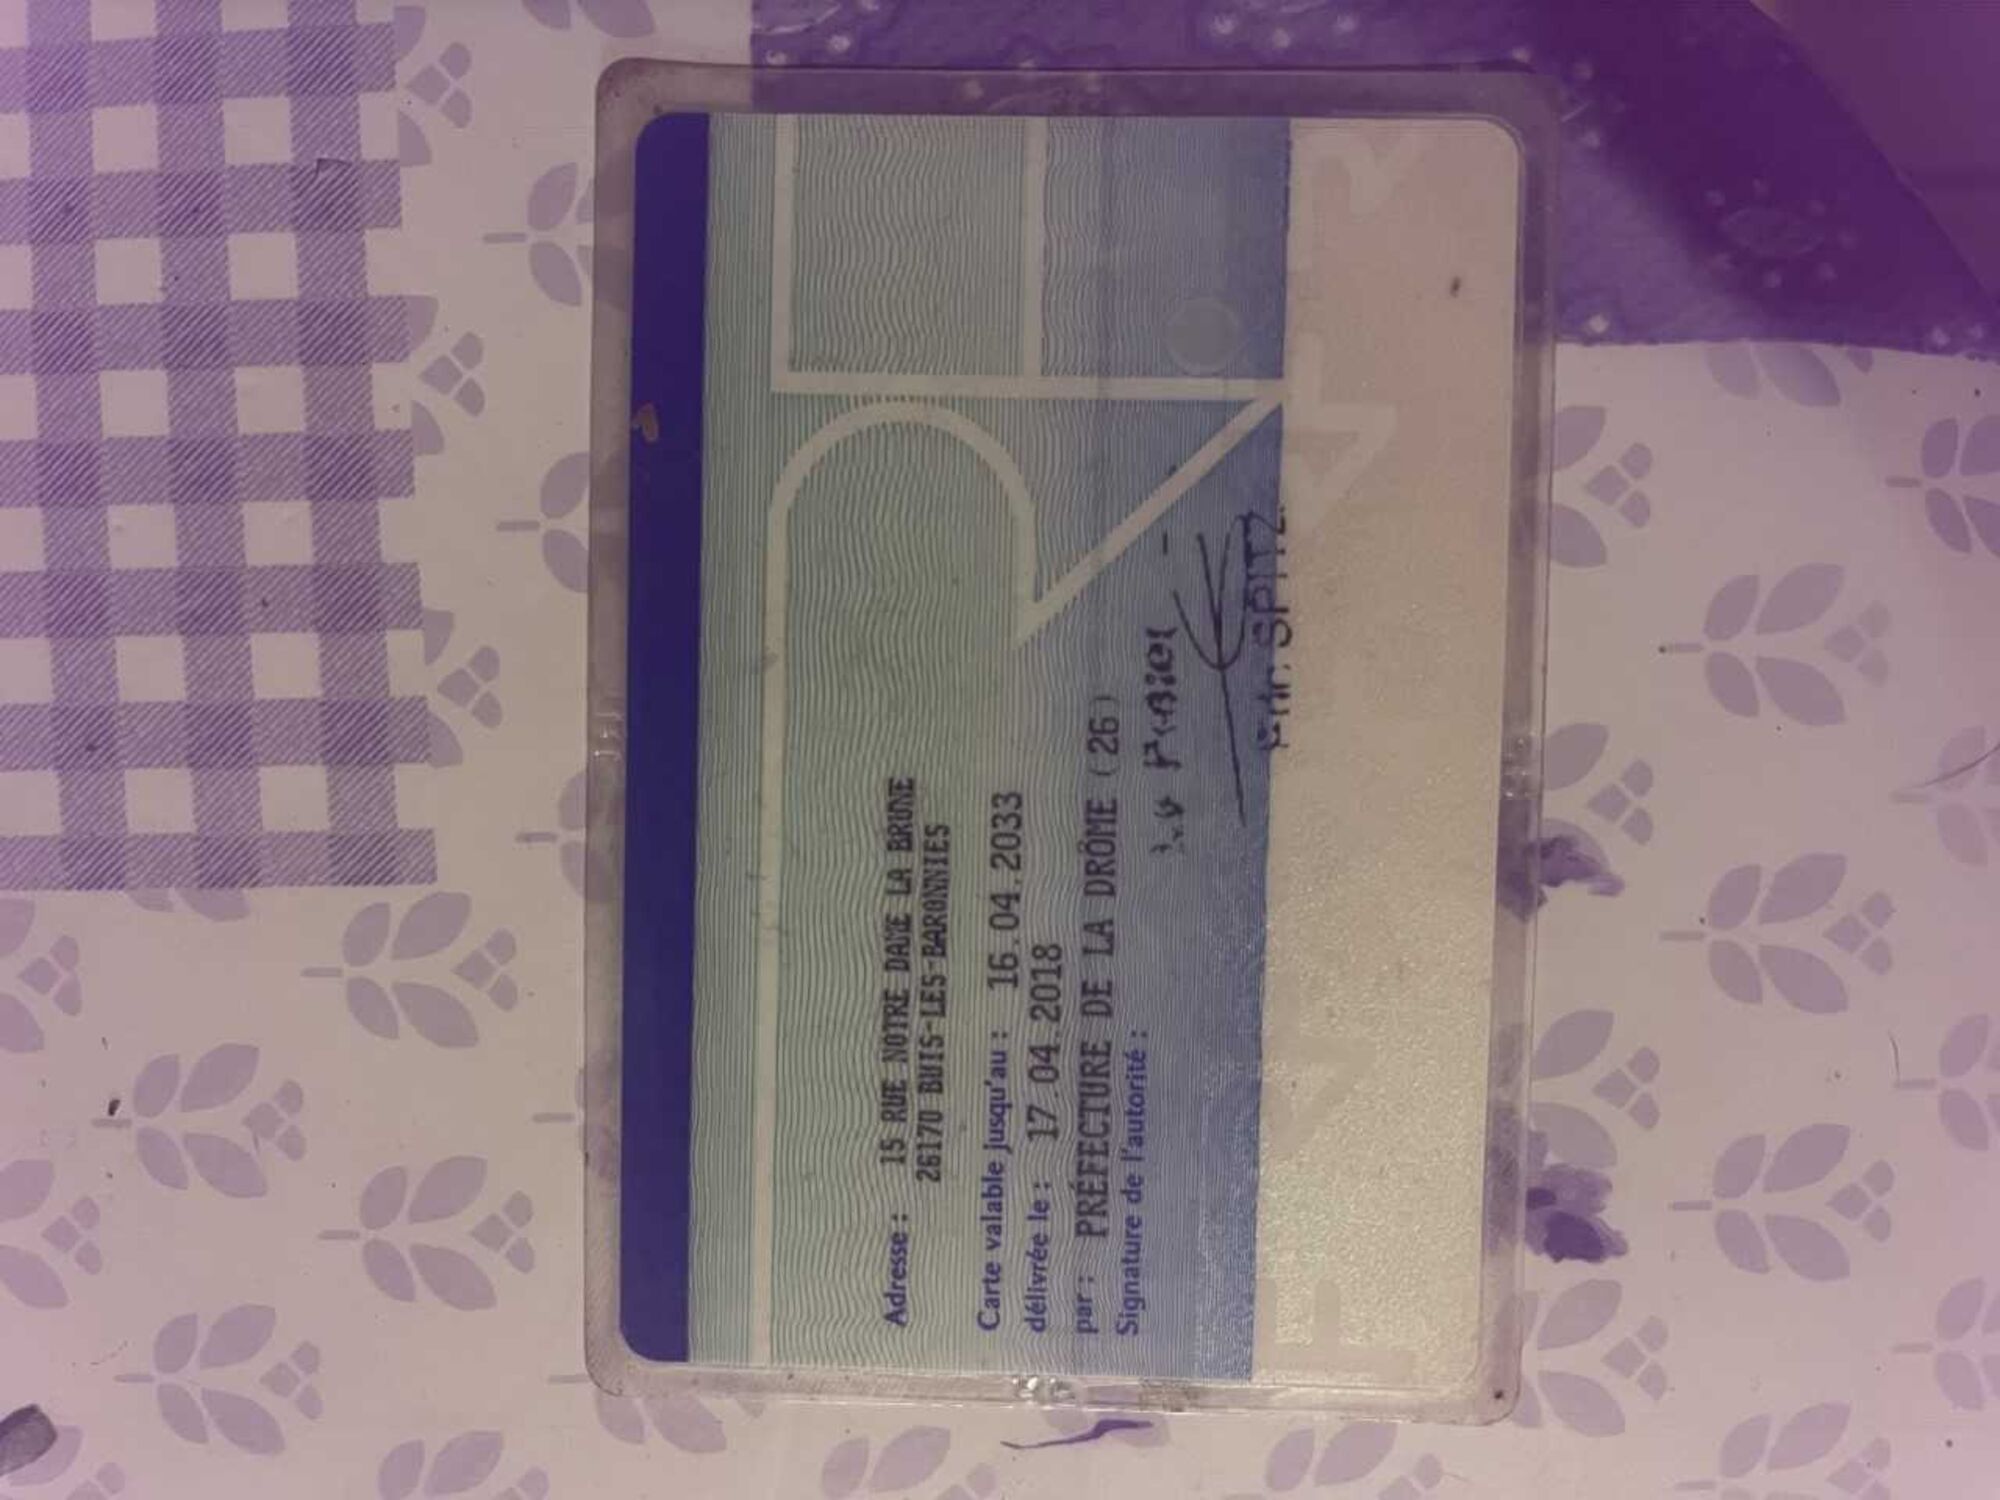 Adresse : 15 RUE NOTRE DAME LA BRUNE
26170 BUIS-LES-BARONNIES
Carte valable jusqu'au : 16.04.2033
délivrée le : 17.04.2018
par : PRÉFECTURE DE LA DRÔME (26)
Signature de l'autorité :
SPITZ